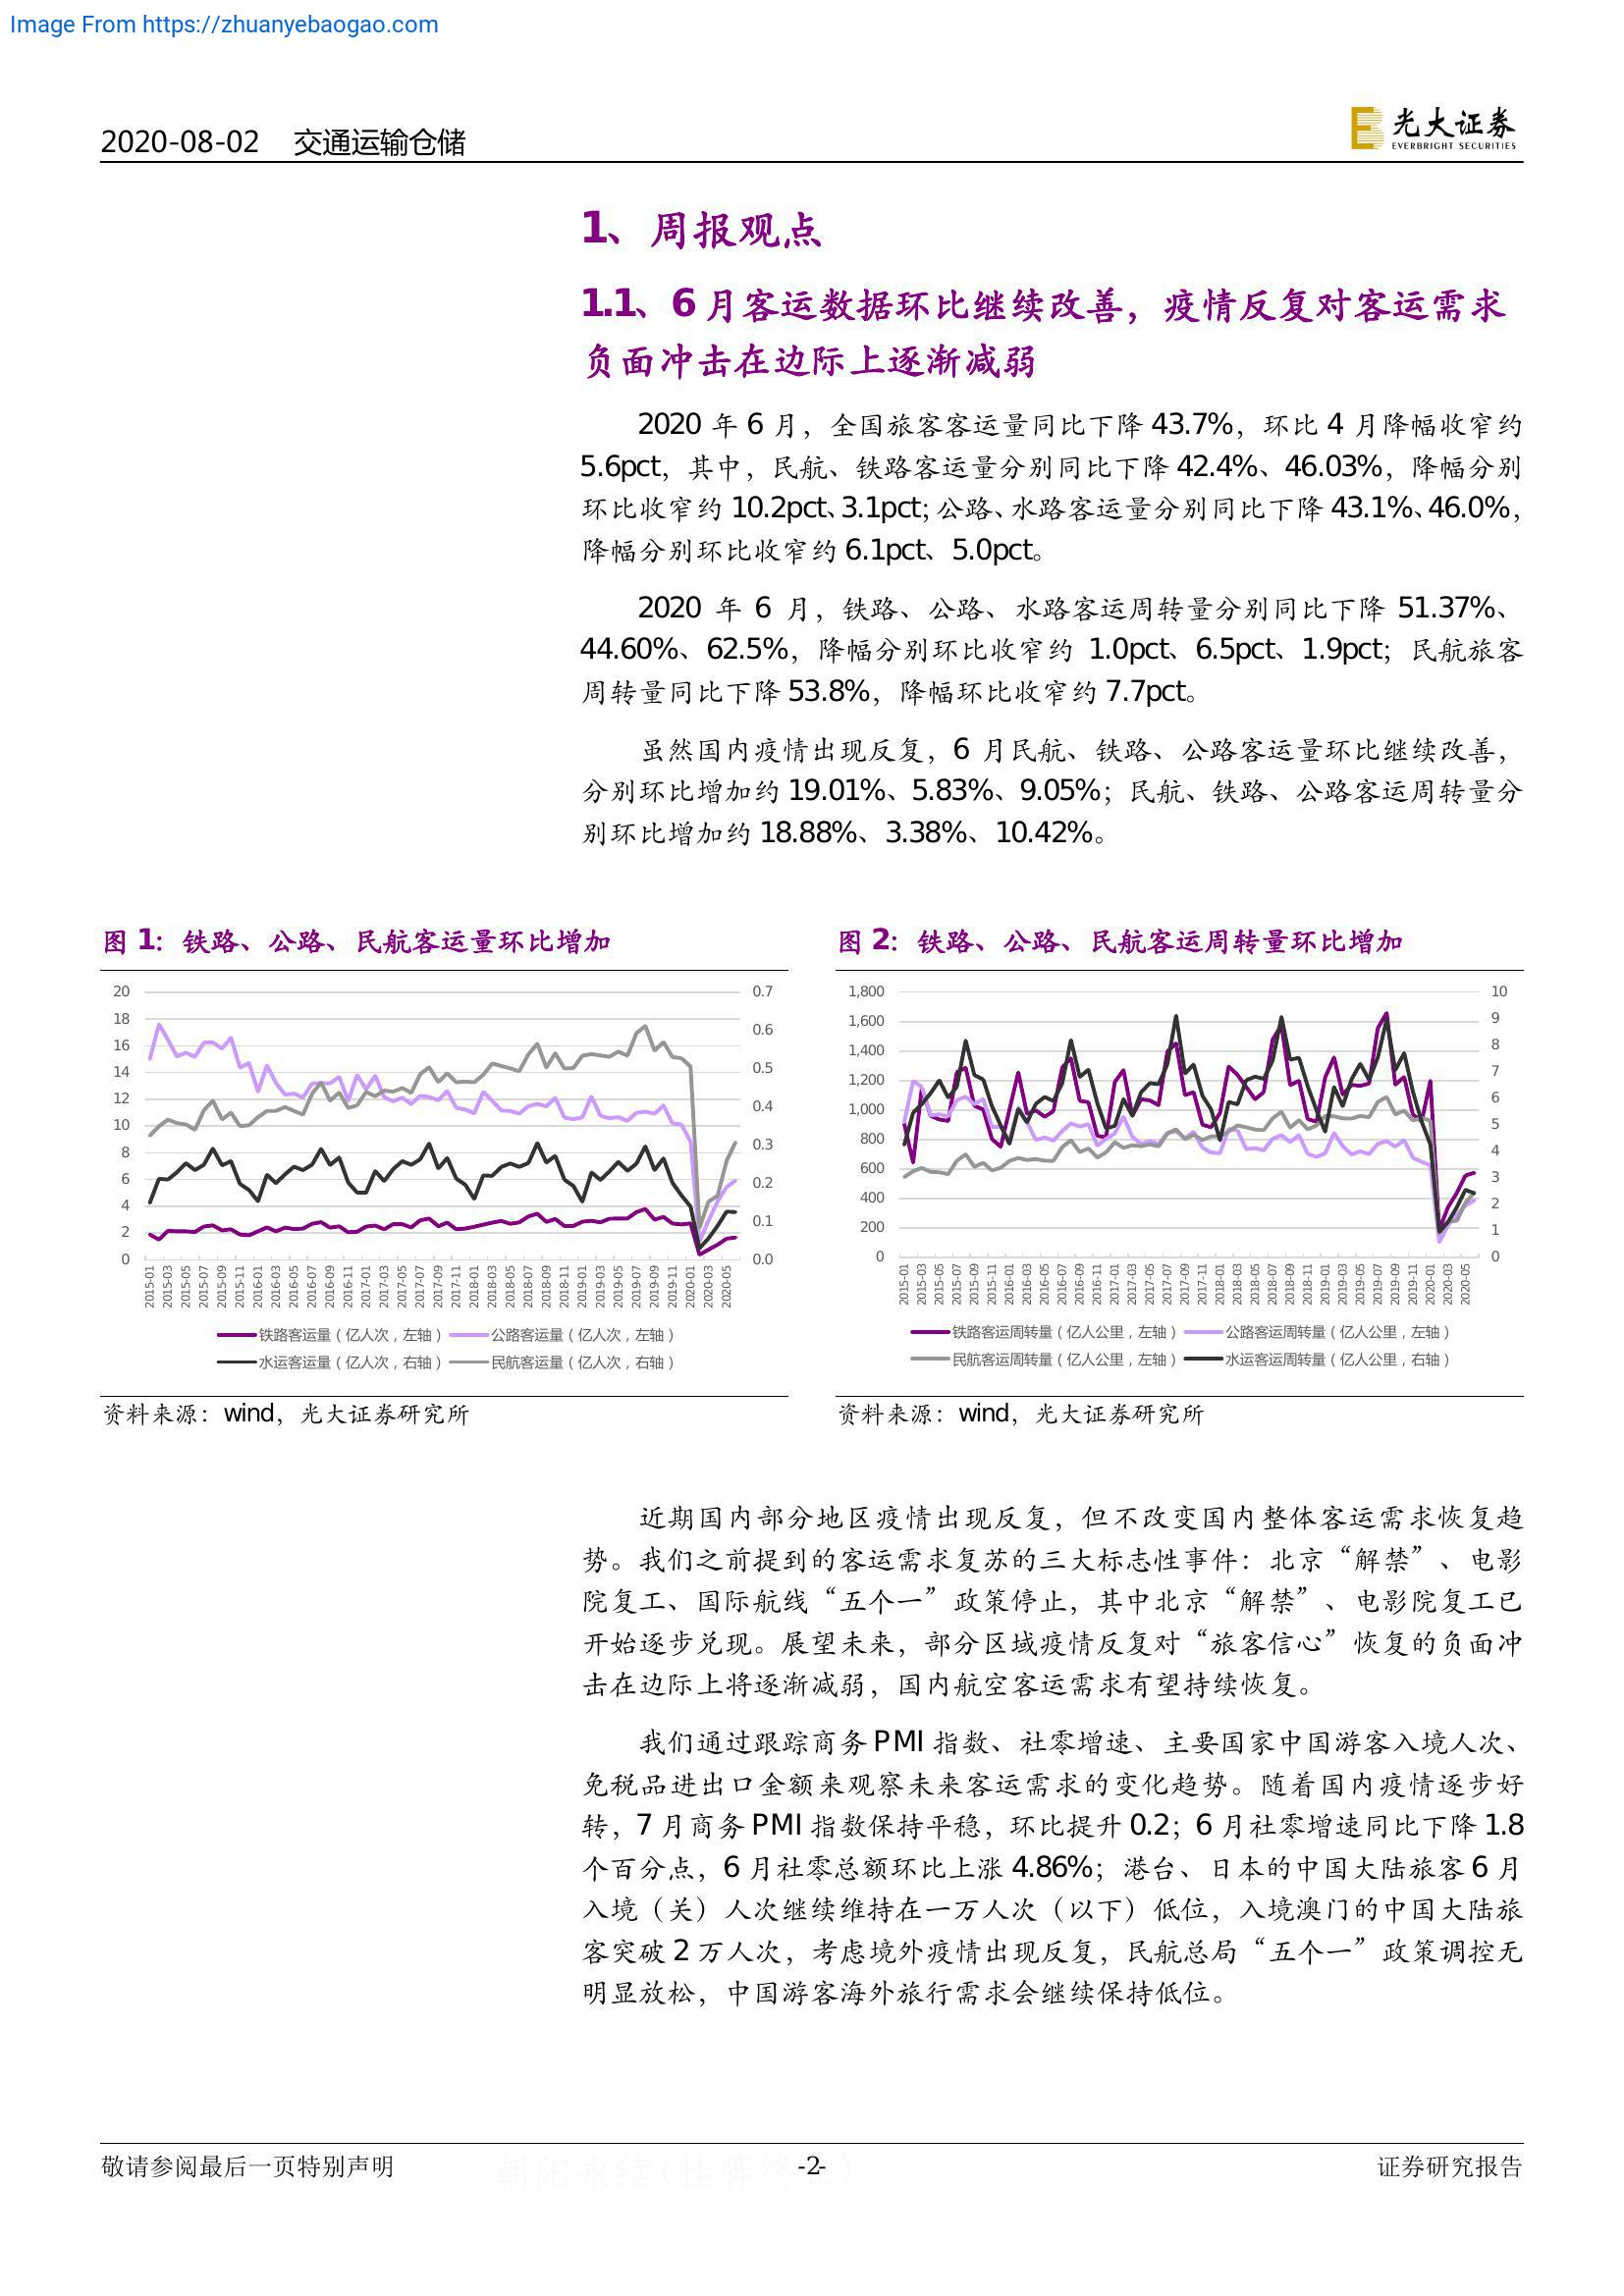 Image From https://zhuanyebaogao.com
2020-08-02 交通运输仓储
光大证券
EVERBRIGHT SECURITIES
1、周报观点
1.1、6 月客运数据环比继续改善，疫情反复对客运需求
负面冲击在边际上逐渐减弱
2020 年 6 月，全国旅客客运量同比下降 43.7%，环比 4 月降幅收窄约
5.6pct，其中，民航、铁路客运量分别同比下降 42.4%、46.03%，降幅分别
环比收窄约 10.2pct、3.1pct；公路、水路客运量分别同比下降 43.1%、46.0%，
降幅分别环比收窄约 6.1pct、5.0pct。
2020 年 6 月，铁路、公路、水路客运周转量分别同比下降 51.37%、
44.60%、62.5%，降幅分别环比收窄约 1.0pct、6.5pct、1.9pct；民航旅客
周转量同比下降 53.8%，降幅环比收窄约 7.7pct。
虽然国内疫情出现反复，6 月民航、铁路、公路客运量环比继续改善，
分别环比增加约 19.01%、5.83%、9.05%；民航、铁路、公路客运周转量分
别环比增加约 18.88%、3.38%、10.42%。
图 1：铁路、公路、民航客运量环比增加
20 0.7
18
16 0.6
14 0.5
12 0.4
10
8 0.3
6 0.2
4
2 0.1
0 0.0
2015-01 2015-03 2015-05 2015-07 2015-09 2015-11 2016-01 2016-03 2016-05 2016-07 2016-09 2016-11 2017-01 2017-03 2017-05 2017-07 2017-09 2017-11 2018-01 2018-03 2018-05 2018-07 2018-09 2018-11 2019-01 2019-03 2019-05 2019-07 2019-09 2019-11 2020-01 2020-03 2020-05
铁路客运量（亿人次，左轴） 公路客运量（亿人次，左轴）
水运客运量（亿人次，右轴） 民航客运量（亿人次，右轴）
资料来源：wind，光大证券研究所
图 2：铁路、公路、民航客运周转量环比增加
1,800 10
1,600 9
1,400 8
1,200 7
1,000 6
800 5
600 4
400 3
200 2
0 1
0
2015-01 2015-03 2015-05 2015-07 2015-09 2015-11 2016-01 2016-03 2016-05 2016-07 2016-09 2016-11 2017-01 2017-03 2017-05 2017-07 2017-09 2017-11 2018-01 2018-03 2018-05 2018-07 2018-09 2018-11 2019-01 2019-03 2019-05 2019-07 2019-09 2019-11 2020-01 2020-03 2020-05
铁路客运周转量（亿人公里，左轴） 公路客运周转量（亿人公里，左轴）
民航客运周转量（亿人公里，左轴） 水运客运周转量（亿人公里，右轴）
资料来源：wind，光大证券研究所
近期国内部分地区疫情出现反复，但不改变国内整体客运需求恢复趋
势。我们之前提到的客运需求复苏的三大标志性事件：北京“解禁”、电影
院复工、国际航线“五个一”政策停止，其中北京“解禁”、电影院复工已
开始逐步兑现。展望未来，部分区域疫情反复对“旅客信心”恢复的负面冲
击在边际上将逐渐减弱，国内航空客运需求有望持续恢复。
我们通过跟踪商务 PMI 指数、社零增速、主要国家中国游客入境人次、
免税品进出口金额来观察未来客运需求的变化趋势。随着国内疫情逐步好
转，7 月商务 PMI 指数保持平稳，环比提升 0.2；6 月社零增速同比下降 1.8
个百分点，6 月社零总额环比上涨 4.86%；港台、日本的中国大陆旅客 6 月
入境（关）人次继续维持在一万人次（以下）低位，入境澳门的中国大陆旅
客突破 2 万人次，考虑境外疫情出现反复，民航总局“五个一”政策调控无
明显放松，中国游客海外旅行需求会继续保持低位。
敬请参阅最后一页特别声明 -2- 证券研究报告